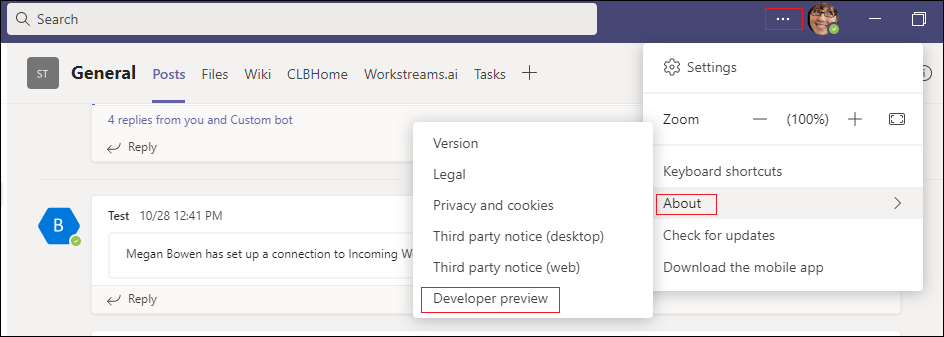 Search
...
ST
General
Posts Files Wiki CLBHome Workstreams.ai Tasks
4 replies from you and Custom bot
Reply
B
Test 10/28 12:41 PM
Megan Bowen has set up a connection to Incoming W
Reply
Settings
Zoom — (100%) +
Keyboard shortcuts
About
Check for updates
Download the mobile app
Version
Legal
Privacy and cookies
Third party notice (desktop)
Third party notice (web)
Developer preview